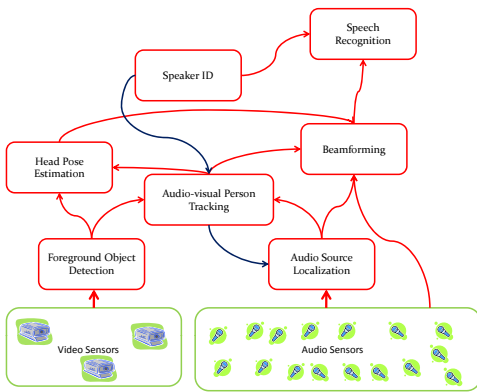 Speech
Recognition
Speaker ID
Beamforming
Head Pose
Estimation
Audio-visual Person
Tracking
Foreground Object
Detection
Audio Source
Localization
Video Sensors
Audio Sensors